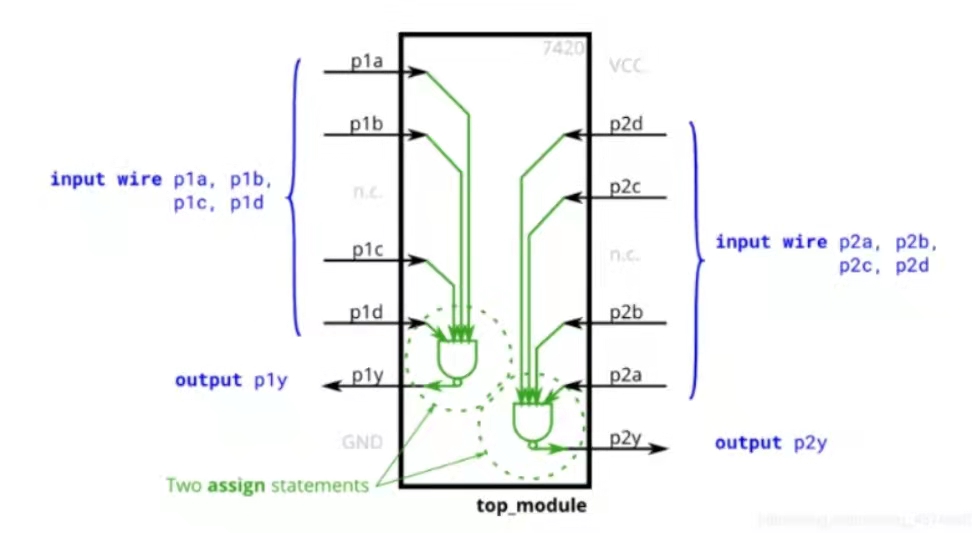 7420
p1a
VCC
p1b
p2d
input wire p1a, p1b,
p1c, p1d
n.c.
p2c
p1c
n.c.
input wire p2a, p2b,
p2c, p2d
p1d
p2b
output p1y
p1y
p2a
GND
p2y
output p2y
Two assign statements
top_module